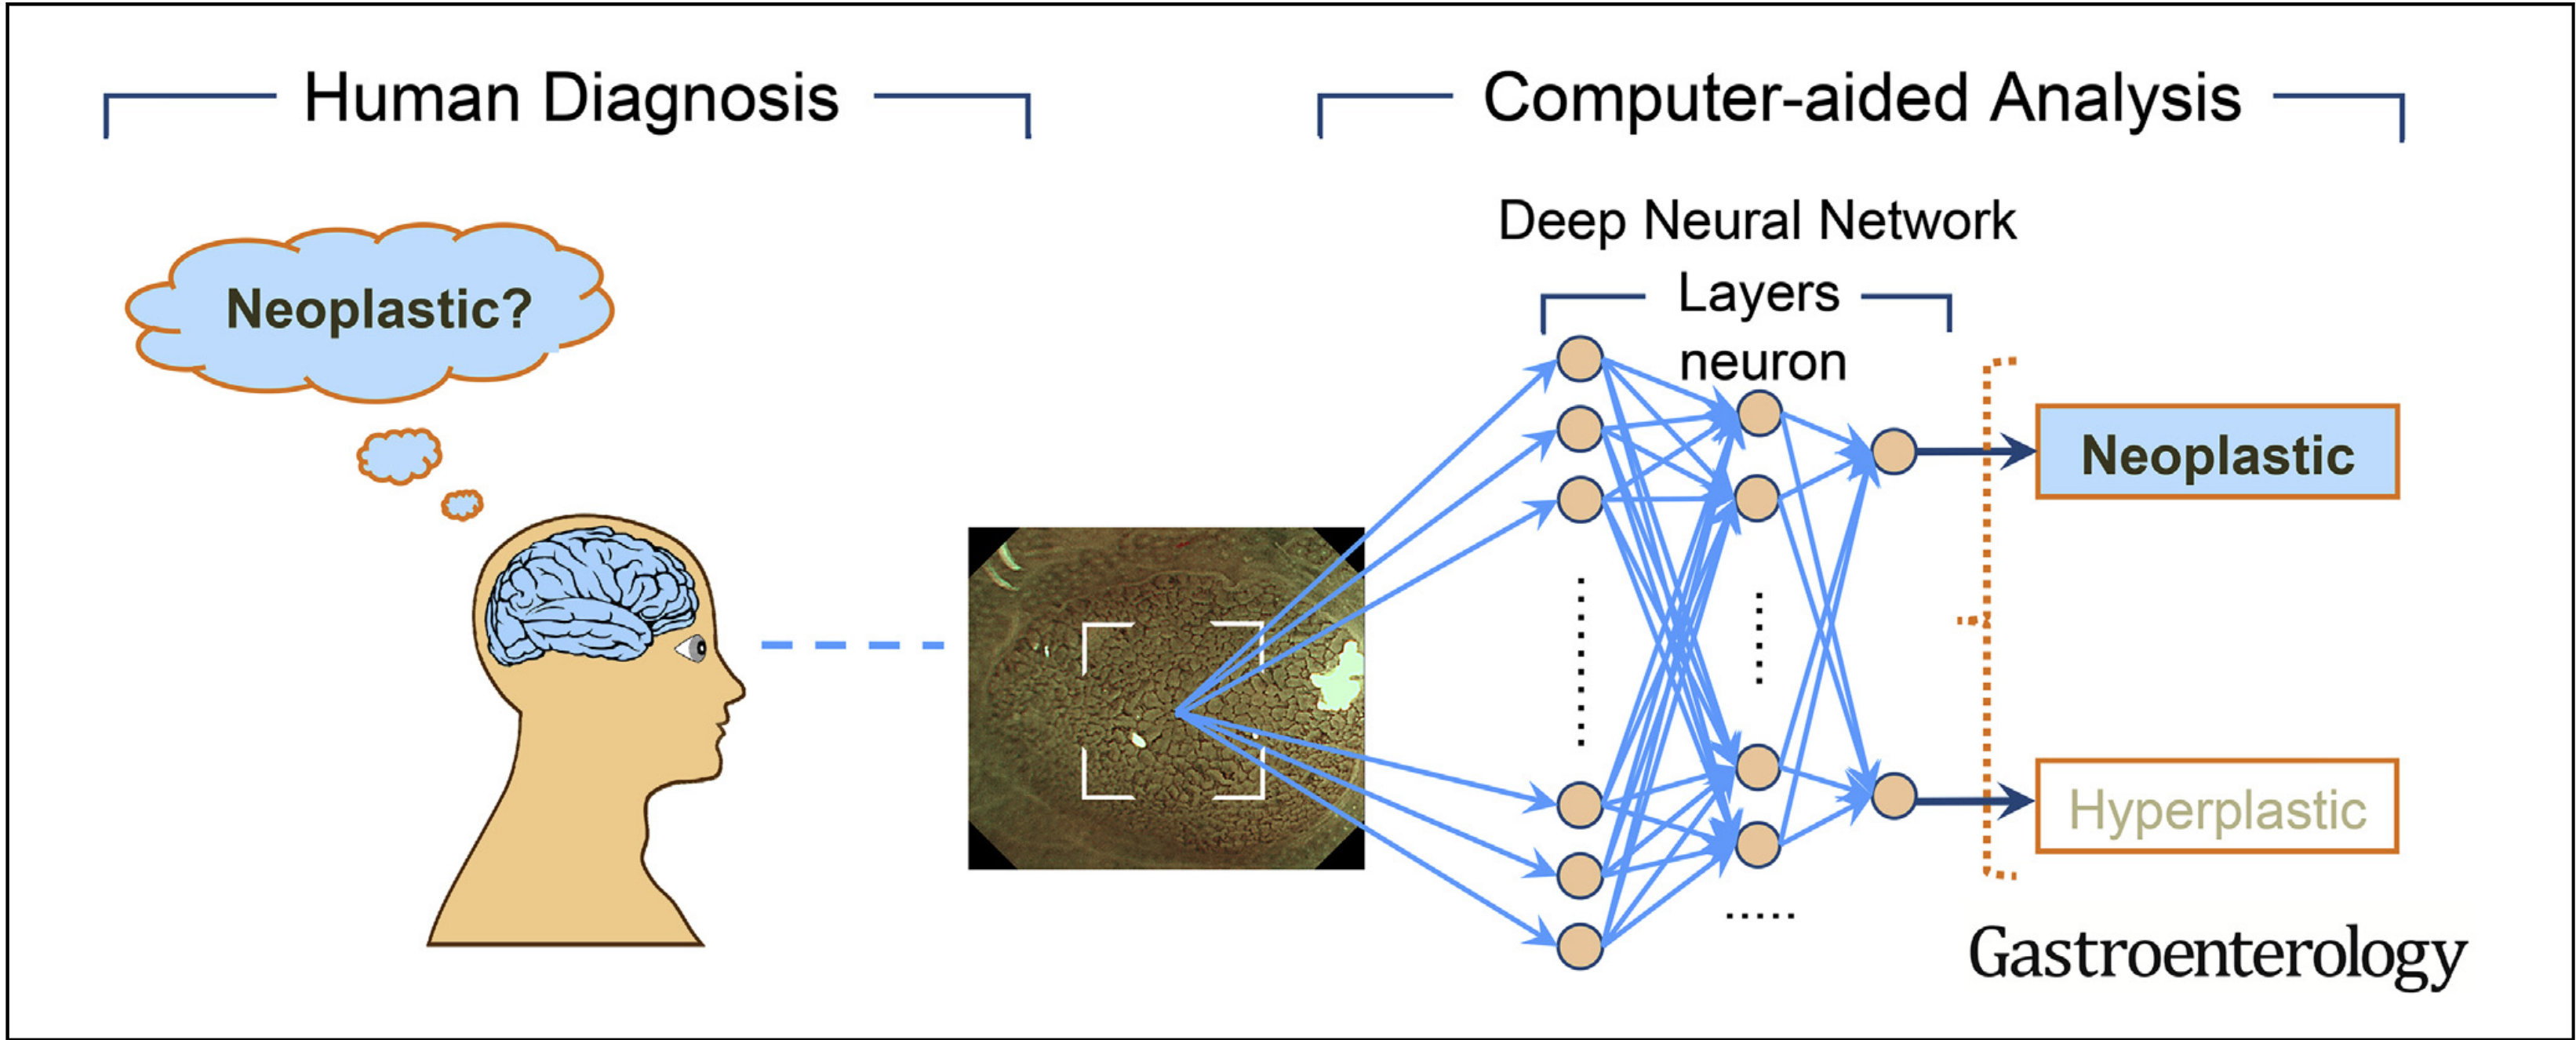 Human Diagnosis
Computer-aided Analysis
Neoplastic?
Deep Neural Network
Layers
neuron
Neoplastic
Hyperplastic
Gastroenterology